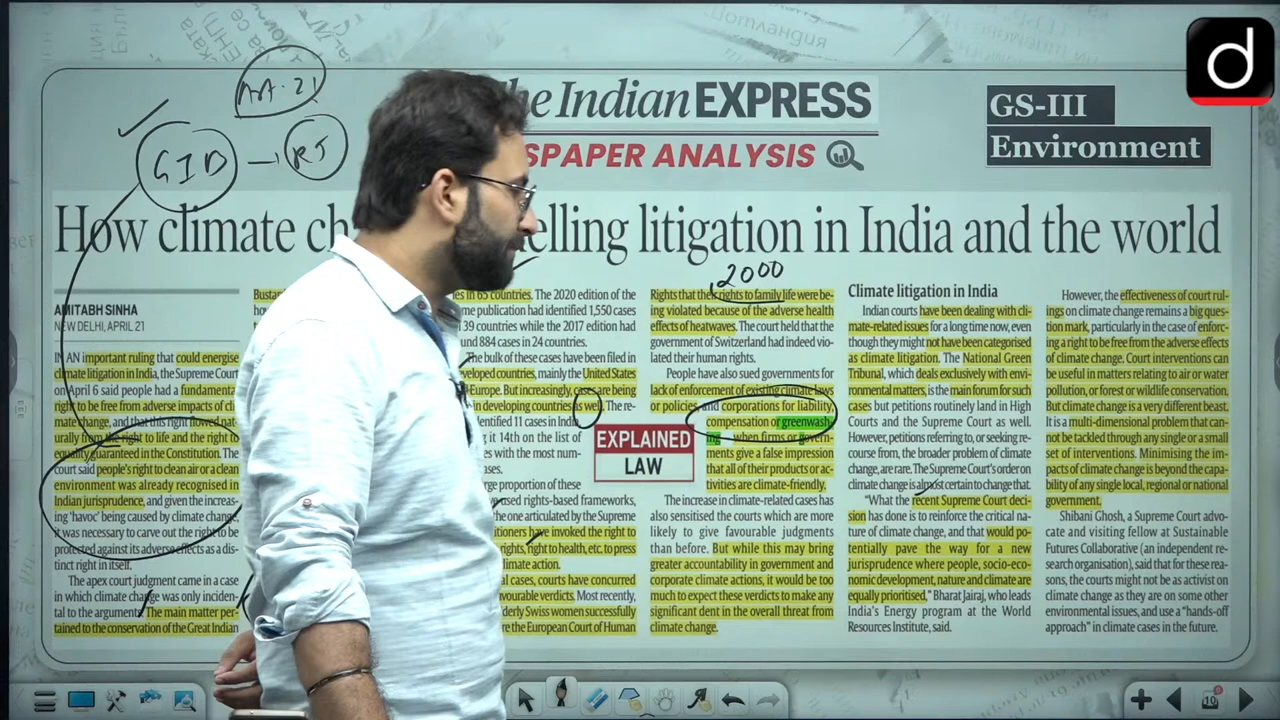 d
The Indian EXPRESS
SPAPER ANALYSIS
GS-III
Environment
Art. 21
GID → RJ
How climate ch elling litigation in India and the world
2000
AMITABH SINHA
NEW DELHI, APRIL 21
IN AN important ruling that could energise
climate litigation in India, the Supreme Court
on April 6 said people had a fundamental
right to be free from adverse impacts of cli
mate change, and that this right flowed nat-
urally from the right to life and the right to
equality guaranteed in the Constitution. The
court said people's right to clean air or a clean
environment was already recognised in
Indian jurisprudence, and given the increas-
ing 'havoc' being caused by climate change,
it was necessary to carve out the right to be
protected against its adverse effects as a dis-
tinct right in itself.
The apex court judgment came in a case
in which climate change was only inciden-
tal to the arguments. The main matter per-
tained to the conservation of the Great Indian
Bustar
es in 65 countries. The 2020 edition of the
me publication had identified 1,550 cases
39 countries while the 2017 edition had
und 884 cases in 24 countries.
The bulk of these cases have been filed in
veloped countries, mainly the United States
Europe. But increasingly, cases are being
in developing countries as well. The re-
dentified 11 cases in India
g it 14th on the list of
es with the most num-
ases.
rge proportion of these
used rights-based frameworks,
he one articulated by the Supreme
itioners have invoked the right to
rights, right to health, etc. to press
limate action.
al cases, courts have concurred
avourable verdicts. Most recently,
derly Swiss women successfully
re the European Court of Human
Rights that their rights to family life were be-
ing violated because of the adverse health
effects of heatwaves. The court held that the
government of Switzerland had indeed vio-
lated their human rights.
People have also sued governments for
lack of enforcement of existing climate laws
or policies, and corporations for liability,
compensation or greenwash
ing — when firms or govern-
ments give a false impression
that all of their products or ac-
tivities are climate-friendly.
EXPLAINED
LAW
The increase in climate-related cases has
also sensitised the courts which are more
likely to give favourable judgments
than before. But while this may bring
greater accountability in government and
corporate climate actions, it would be too
much to expect these verdicts to make any
significant dent in the overall threat from
climate change.
Climate litigation in India
Indian courts have been dealing with cli-
mate-related issues for a long time now, even
though they might not have been categorised
as climate litigation. The National Green
Tribunal, which deals exclusively with envi-
ronmental matters, is the main forum for such
cases but petitions routinely land in High
Courts and the Supreme Court as well.
However, petitions referring to, or seeking re-
course from, the broader problem of climate
change, are rare. The Supreme Court's order on
climate change is almost certain to change that.
"What the recent Supreme Court deci-
sion has done is to reinforce the critical na-
ture of climate change, and that would po-
tentially pave the way for a new
jurisprudence where people, socio-eco-
nomic development, nature and climate are
equally prioritised," Bharat Jairaj, who leads
India's Energy program at the World
Resources Institute, said.
However, the effectiveness of court rul-
ings on climate change remains a big ques-
tion mark, particularly in the case of enforc-
ing a right to be free from the adverse effects
of climate change. Court interventions can
be useful in matters relating to air or water
pollution, or forest or wildlife conservation.
But climate change is a very different beast.
It is a multi-dimensional problem that can-
not be tackled through any single or a small
set of interventions. Minimising the im-
pacts of climate change is beyond the capa-
bility of any single local, regional or national
government.
Shibani Ghosh, a Supreme Court advo-
cate and visiting fellow at Sustainable
Futures Collaborative (an independent re-
search organisation), said that for these rea-
sons, the courts might not be as activist on
climate change as they are on some other
environmental issues, and use a "hands-off
approach" in climate cases in the future.
10